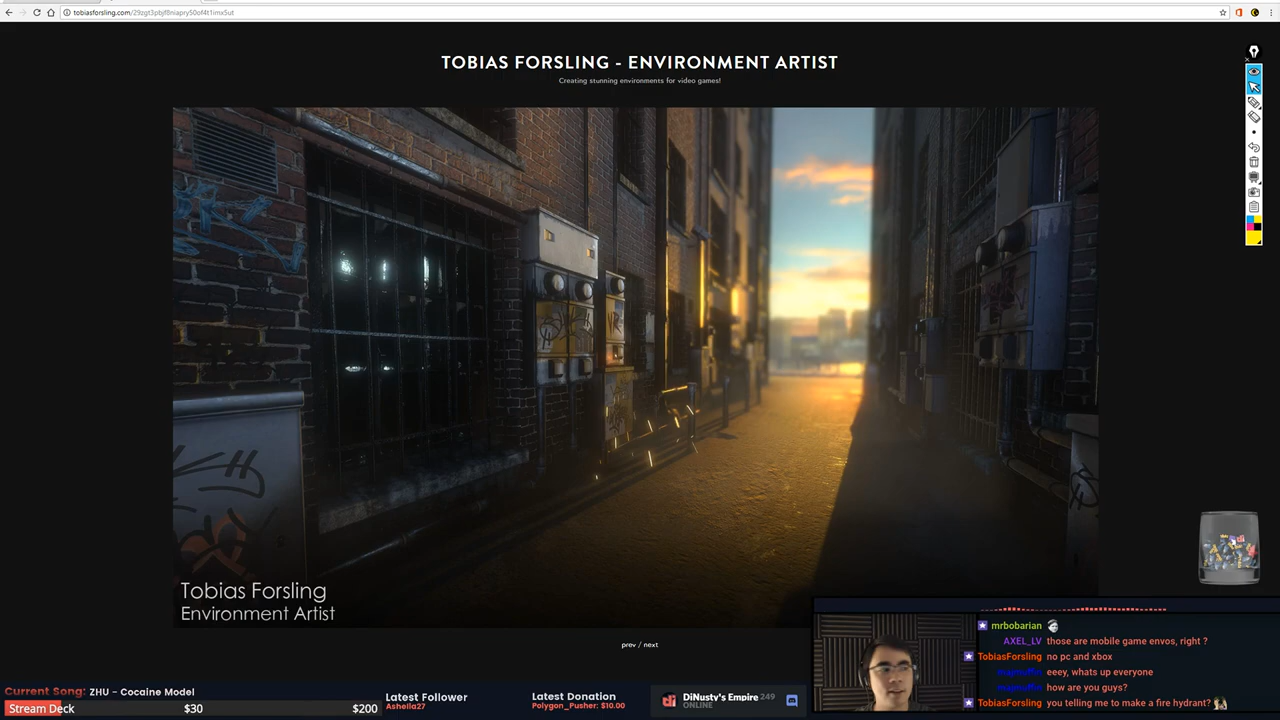 tobiasforsling.com/29zgt3pbjf8niapry50of4t1imx5ut
TOBIAS FORSLING - ENVIRONMENT ARTIST
Creating stunning environments for video games!
Tobias Forsling
Environment Artist
prev / next
mrbobarian
AXEL_LV those are mobile game envos, right ?
TobiasForsling no pc and xbox
eeey, whats up everyone
how are you guys?
TobiasForsling you telling me to make a fire hydrant?
Current Song: ZHU - Cocaine Model
Stream Deck $30 $200
Latest Follower
Asheila27
Latest Donation
Polygon_Pusher: $10.00
DiNusty's Empire 249
ONLINE